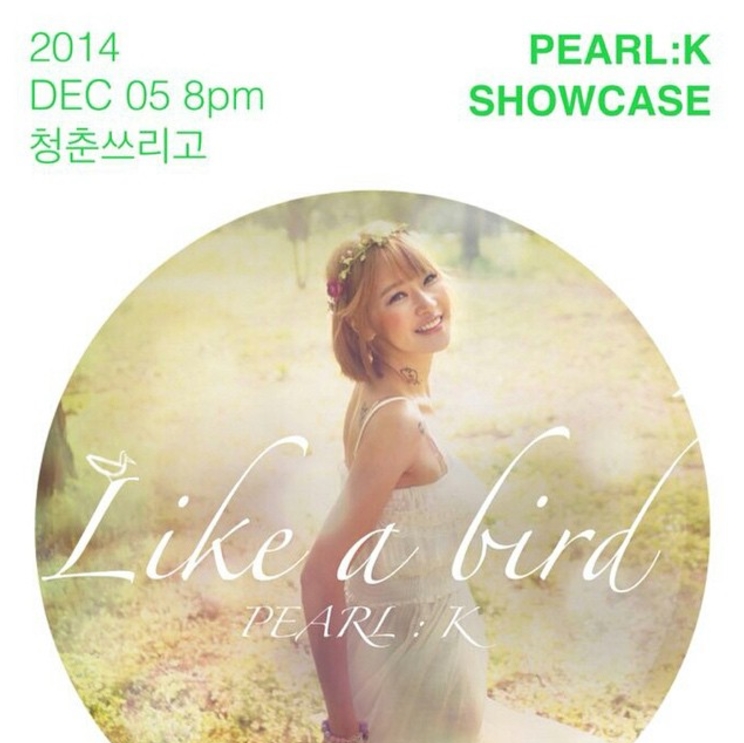 2014
DEC 05 8pm
청춘쓰리고
PEARL:K
SHOWCASE
Like a bird
PEARL : K